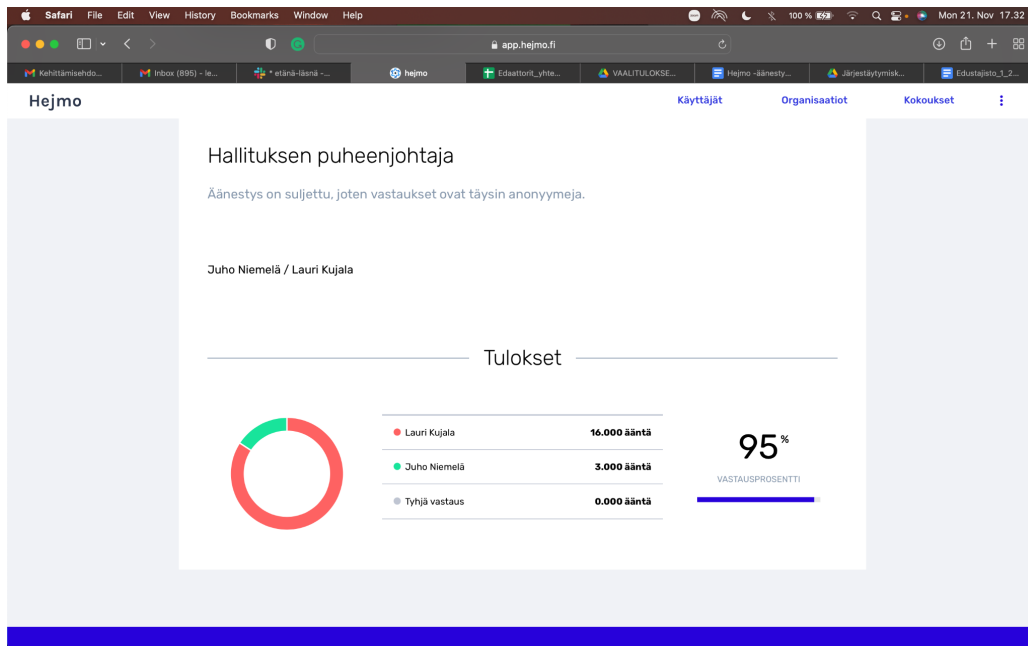 Safari File Edit View History Bookmarks Window Help 100 % Mon 21. Nov 17.32
app.hejmo.fi
Kehittämisehdo... Inbox (895) – le... * etänä-läsnä -... hejmo Edaattorit_yhte... VAALITULOKSE... Hejmo -äänesty... Järjestäytymisk... Edustajisto_1_2...
Hejmo Käyttäjät Organisaatiot Kokoukset
Hallituksen puheenjohtaja
Äänestys on suljettu, joten vastaukset ovat täysin anonyymeja.
Juho Niemelä / Lauri Kujala
Tulokset
Lauri Kujala 16.000 ääntä
Juho Niemelä 3.000 ääntä
Tyhjä vastaus 0.000 ääntä
95%
VASTAUSPROSENTTI